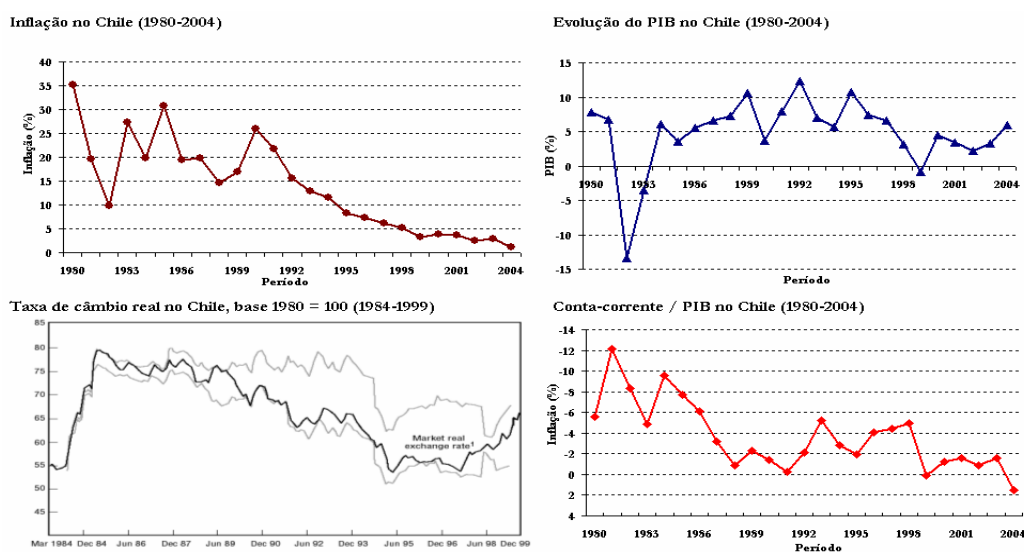 Inflação no Chile (1980-2004)
40
35
30
25
20
15
10
5
0
Inflação (%)
1980 1983 1986 1989 1992 1995 1998 2001 2004
Período
Evolução do PIB no Chile (1980-2004)
15
10
5
0
-5
-10
-15
PIB (%)
1980 1983 1986 1989 1992 1995 1998 2001 2004
Período
Taxa de câmbio real no Chile, base 1980 = 100 (1984-1999)
85
80
75
70
65
60
55
50
45
Market real
exchange rate¹
Mar 1984 Dec 84 Jun 86 Dec 87 Jun 89 Dec 90 Jun 92 Dec 93 Jun 95 Dec 96 Jun 98 Dec 99
Conta-corrente / PIB no Chile (1980-2004)
-14
-12
-10
-8
-6
-4
-2
0
2
4
Inflação (%)
1980 1983 1986 1989 1992 1995 1998 2001 2004
Período